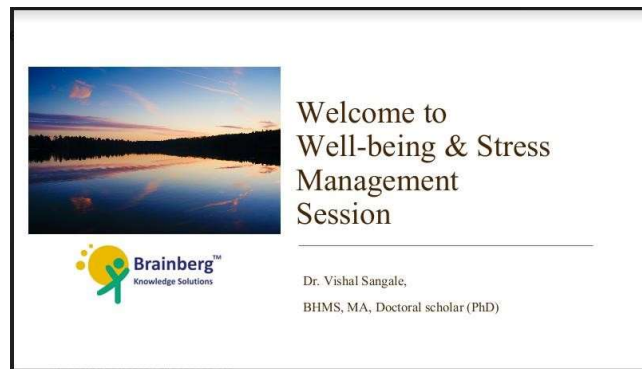 Welcome to
Well-being & Stress
Management
Session
Brainberg™
Knowledge Solutions
Dr. Vishal Sangale,
BHMS, MA, Doctoral scholar (PhD)